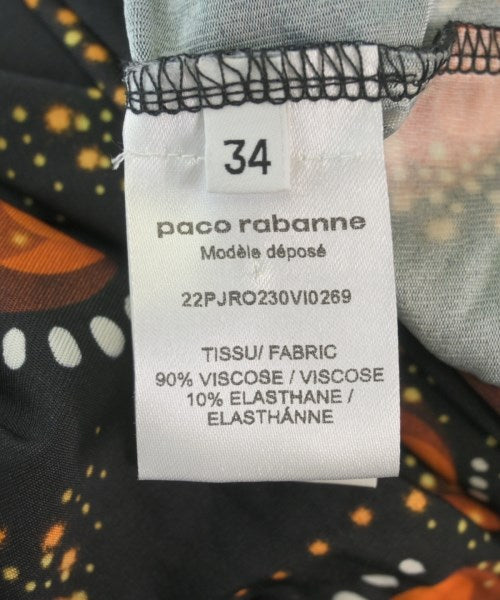 34
paco rabanne
Modèle déposé
22PJRO230VI0269
TISSU/ FABRIC
90% VISCOSE / VISCOSE
10% ELASTHANE /
ELASTHÁNNE